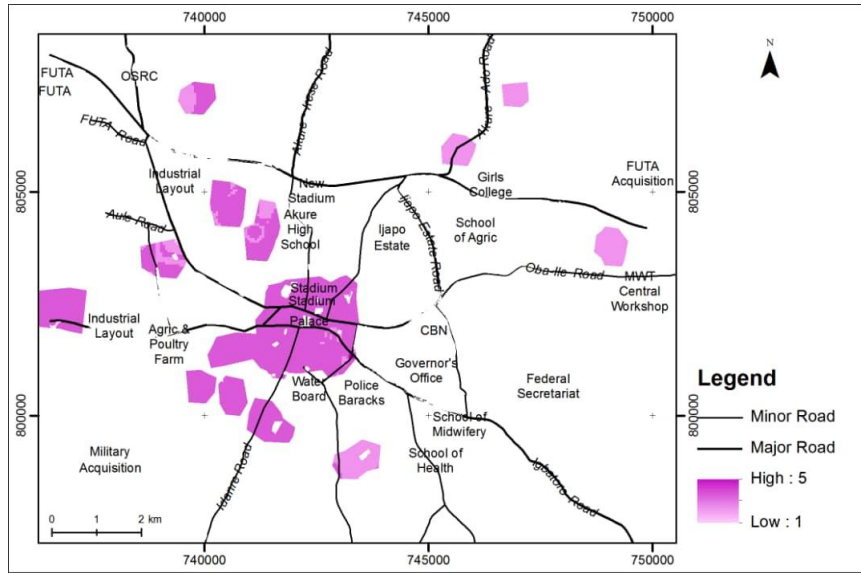 740000
745000
750000
N
FUTA
OSRC
FUTA
Akure Irese Road
Akure Ado Road
FUTA Road
Industrial
Layout
New
Stadium
Akure
High
School
Girls
College
FUTA
Acquisition
805000
805000
Aule Road
Ijapo
Estate
Ijapo Estate Road
School
of Agric
Oba-Ile Road
MWT
Central
Workshop
Stadium
Stadium
Palace
Industrial
Layout
Agric &
Poultry
Farm
CBN
Governor's
Office
Water
Board
Police
Baracks
Federal
Secretariat
800000
800000
School of
Midwifery
School of
Health
Military
Acquisition
Idanre Road
Igbatoro Road
0 1 2 km
740000
745000
750000
Legend
Minor Road
Major Road
High : 5
Low : 1